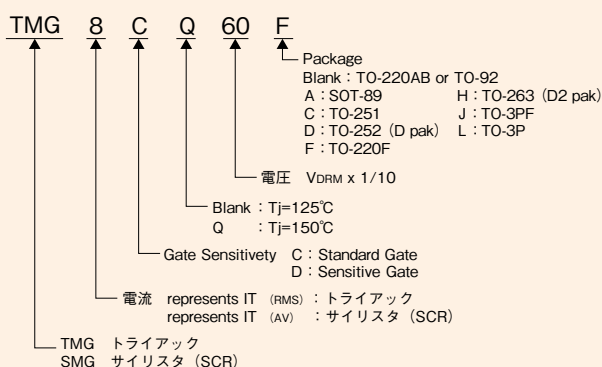 TMG 8 C Q 60 F
Package
Blank：TO-220AB or TO-92
A：SOT-89 H：TO-263（D2 pak）
C：TO-251 J：TO-3PF
D：TO-252（D pak） L：TO-3P
F：TO-220F
電圧 VDRM x 1/10
Blank：Tj=125℃
Q ：Tj=150℃
Gate Sensitivety C：Standard Gate
D：Sensitive Gate
電流 represents IT （RMS）：トライアック
represents IT （AV） ：サイリスタ（SCR）
TMG トライアック
SMG サイリスタ（SCR）